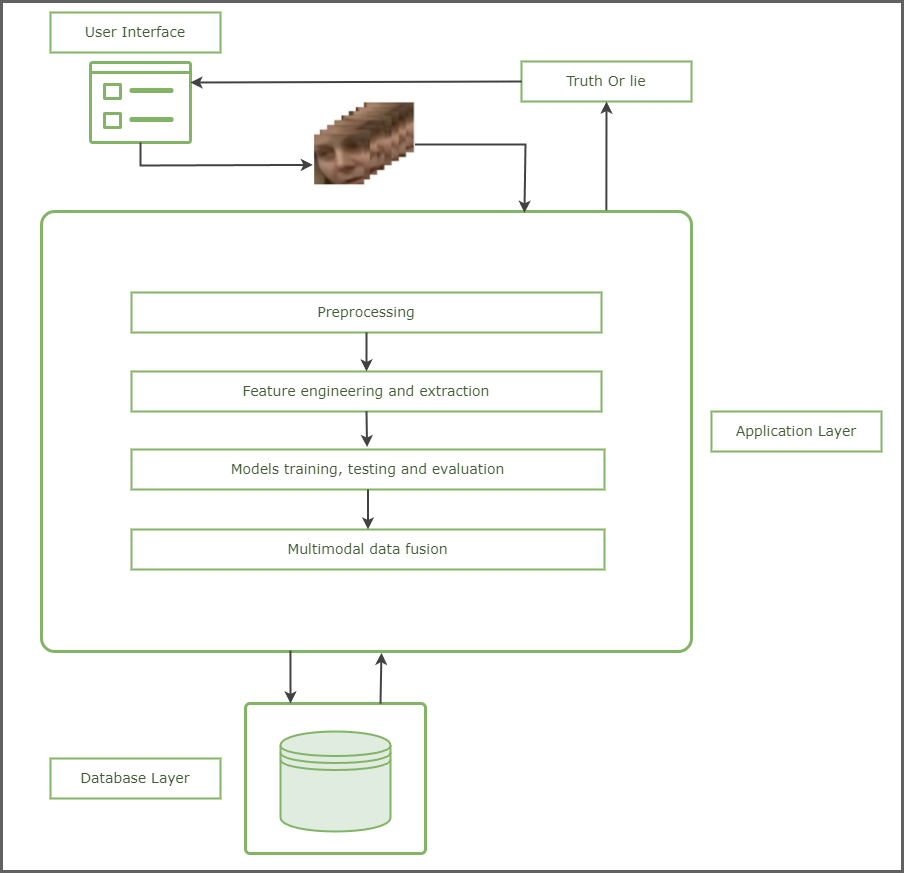 User Interface
Truth Or lie
Preprocessing
Feature engineering and extraction
Models training, testing and evaluation
Multimodal data fusion
Application Layer
Database Layer